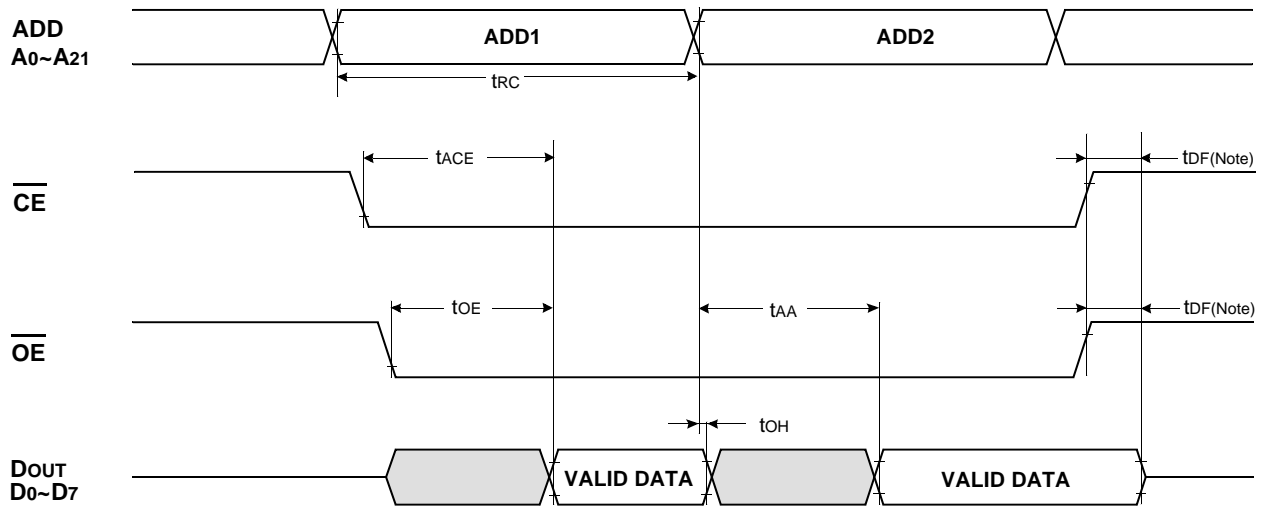 ADD
A0~A21
ADD1
ADD2
tRC
tACE
tDF(Note)
CE
tOE
tAA
tDF(Note)
OE
tOH
DOUT
D0~D7
VALID DATA
VALID DATA